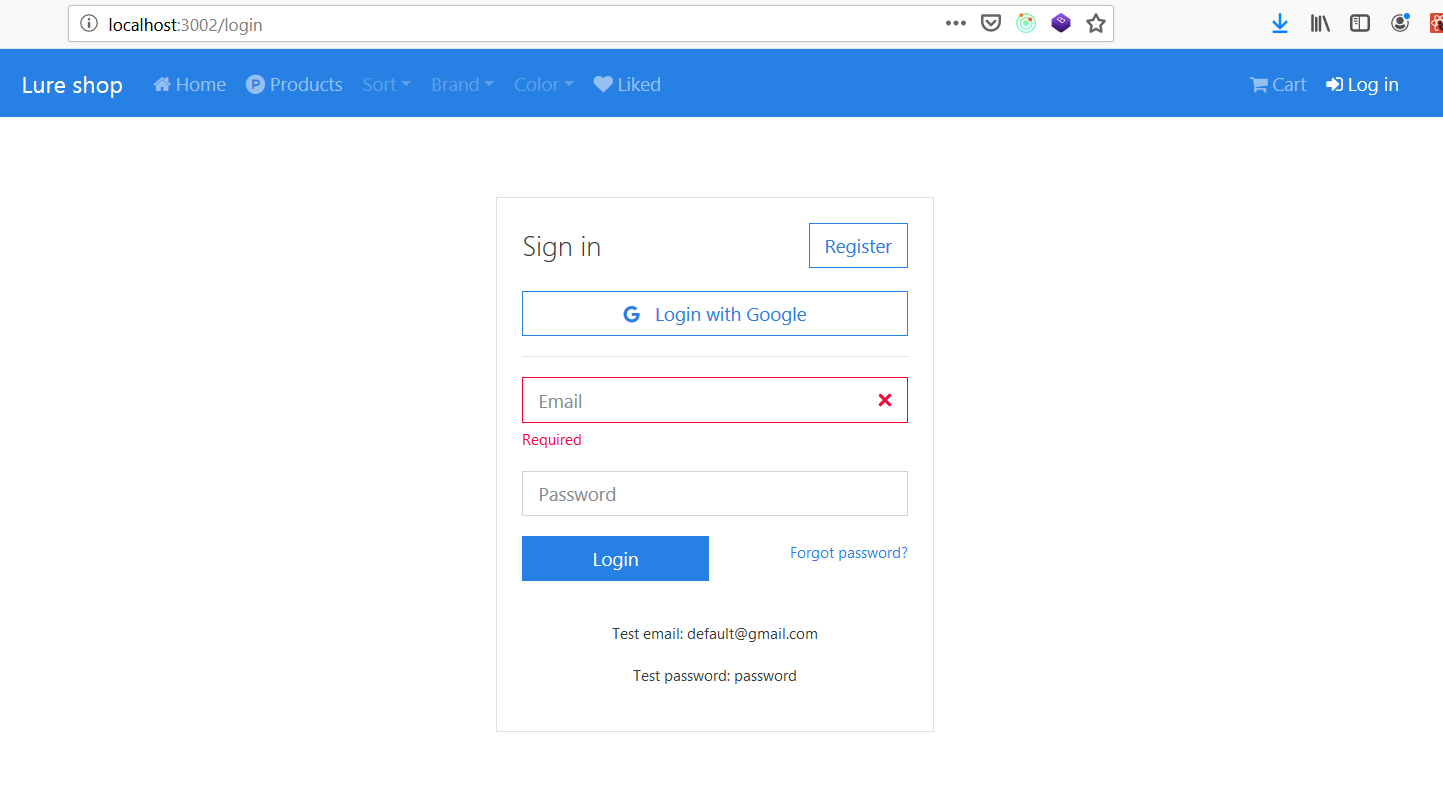 localhost:3002/login
Lure shop Home Products Sort Brand Color Liked Cart Log in
Sign in Register
G Login with Google
Email
Required
Password
Login Forgot password?
Test email: default@gmail.com
Test password: password